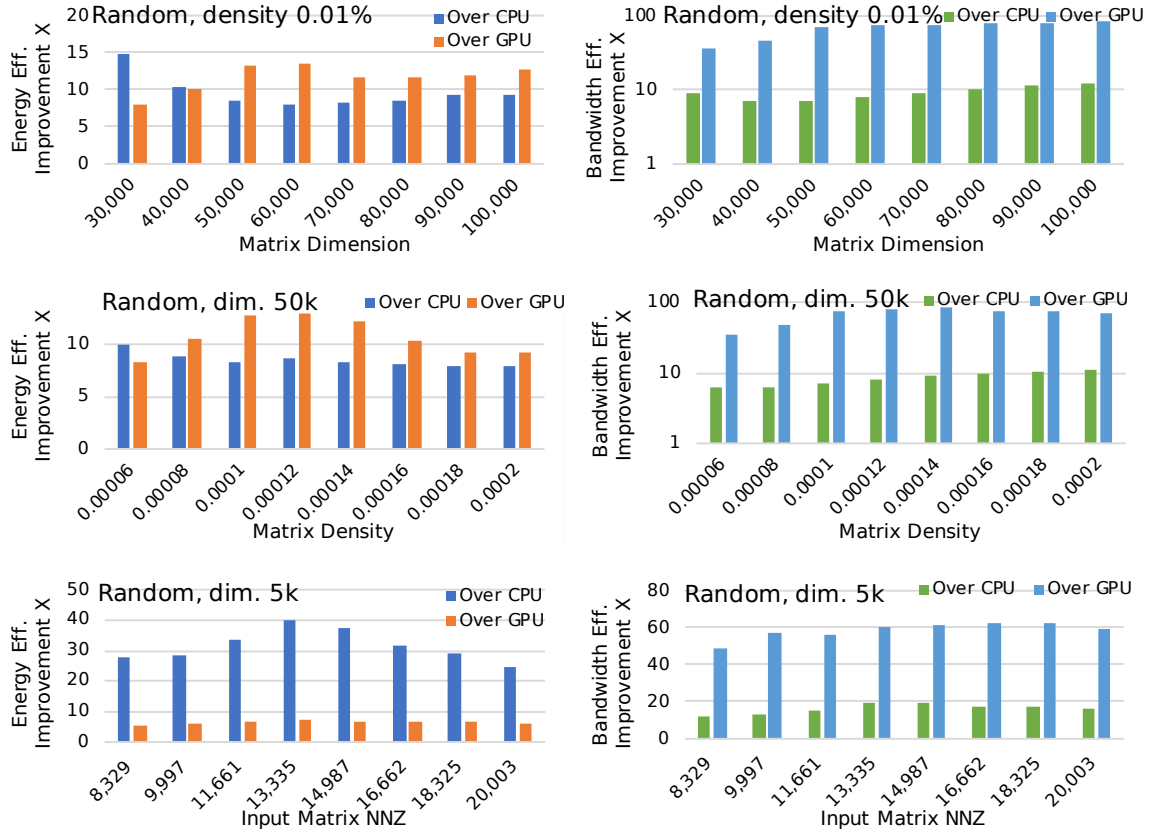 Random, density 0.01%
Over CPU
Over GPU
Energy Eff.
Improvement X
20
15
10
5
0
30,000
40,000
50,000
60,000
70,000
80,000
90,000
100,000
Matrix Dimension
Random, density 0.01%
Over CPU
Over GPU
Bandwidth Eff.
Improvement X
100
10
1
30,000
40,000
50,000
60,000
70,000
80,000
90,000
100,000
Matrix Dimension
Random, dim. 50k
Over CPU
Over GPU
Energy Eff.
Improvement X
10
5
0
0.00006
0.00008
0.0001
0.00012
0.00014
0.00016
0.00018
0.0002
Matrix Density
Random, dim. 50k
Over CPU
Over GPU
Bandwidth Eff.
Improvement X
100
10
1
0.00006
0.00008
0.0001
0.00012
0.00014
0.00016
0.00018
0.0002
Matrix Density
Random, dim. 5k
Over CPU
Over GPU
Energy Eff.
Improvement X
50
40
30
20
10
0
8,329
9,997
11,661
13,335
14,987
16,662
18,325
20,003
Input Matrix NNZ
Random, dim. 5k
Over CPU
Over GPU
Bandwidth Eff.
Improvement X
80
60
40
20
0
8,329
9,997
11,661
13,335
14,987
16,662
18,325
20,003
Input Matrix NNZ